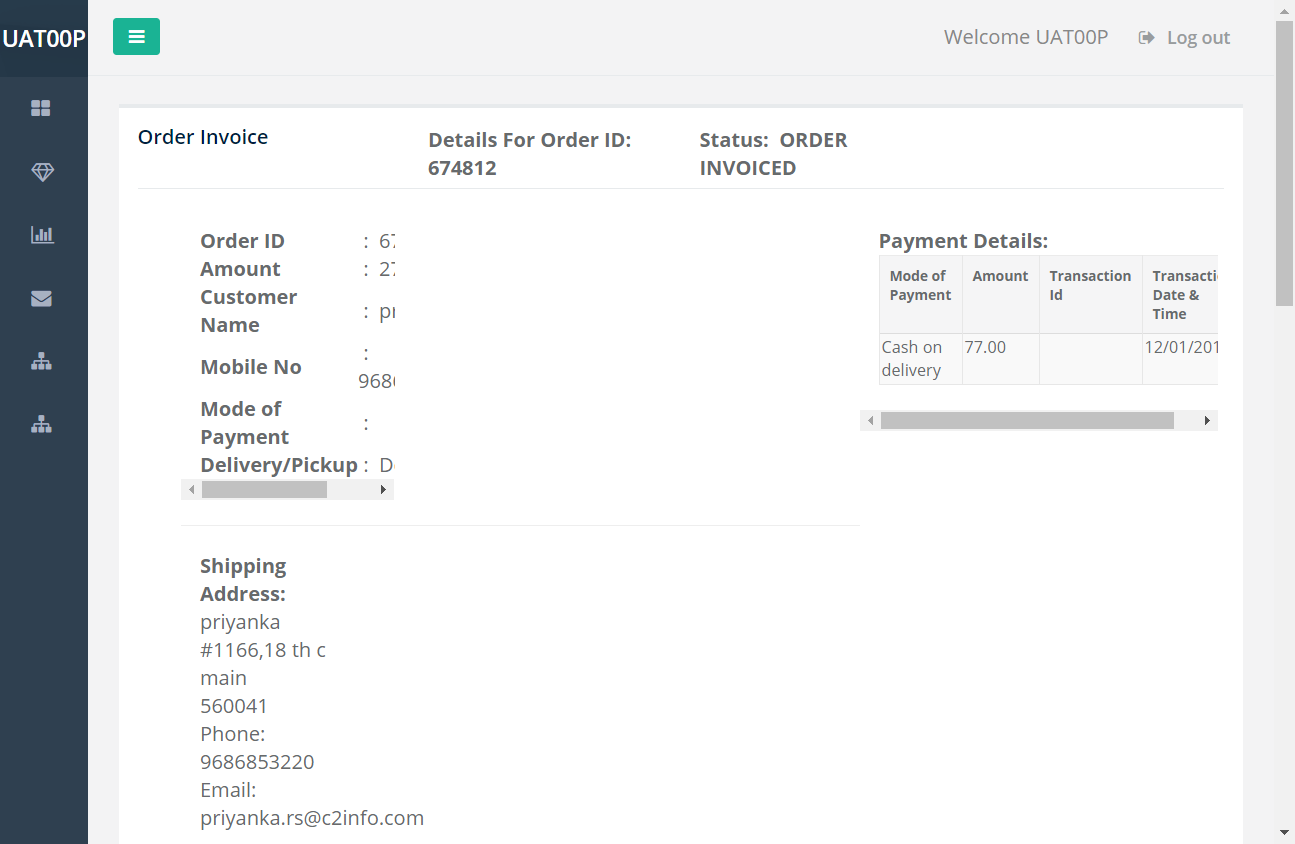 UAT00P
Welcome UAT00P
Log out
Order Invoice
Details For Order ID:
674812
Status: ORDER
INVOICED
Order ID : 67
Amount : 27
Customer
Name : pr
Mobile No :
9686
Mode of
Payment :
Delivery/Pickup : D
Payment Details:
Mode of
Payment
Amount
Transaction
Id
Transacti
Date &
Time
Cash on
delivery
77.00
12/01/201
Shipping
Address:
priyanka
#1166,18 th c
main
560041
Phone:
9686853220
Email:
priyanka.rs@c2info.com